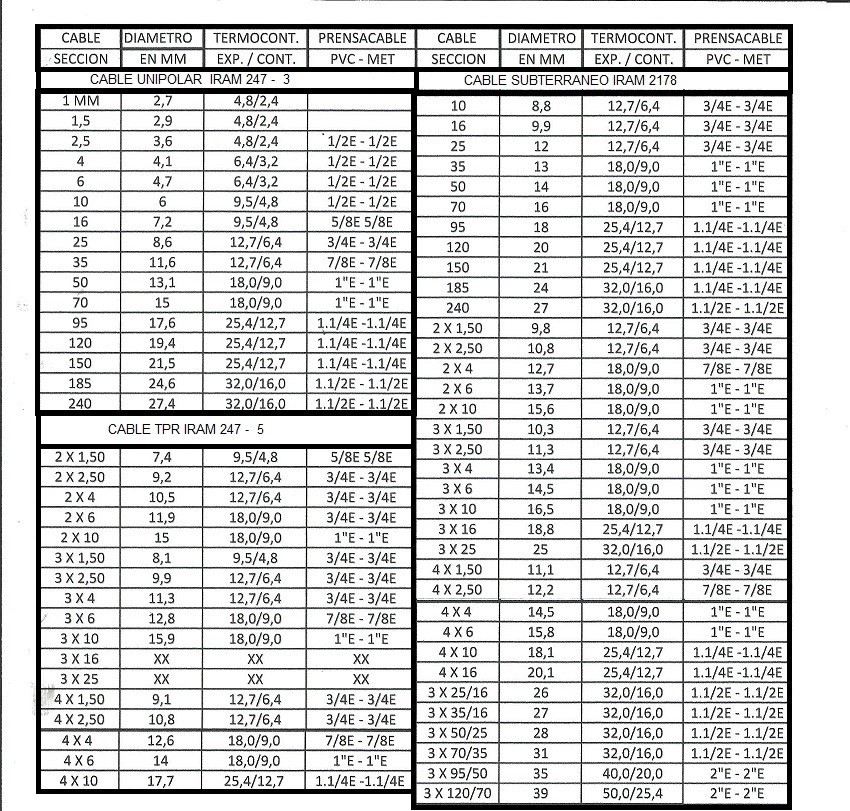 CABLE DIAMETRO TERMOCONT. PRENSACABLE
SECCION EN MM EXP. / CONT. PVC - MET
CABLE UNIPOLAR IRAM 247 - 3
1 MM 2,7 4,8/2,4
1,5 2,9 4,8/2,4
2,5 3,6 4,8/2,4 1/2E - 1/2E
4 4,1 6,4/3,2 1/2E - 1/2E
6 4,7 6,4/3,2 1/2E - 1/2E
10 6 9,5/4,8 1/2E - 1/2E
16 7,2 9,5/4,8 5/8E 5/8E
25 8,6 12,7/6,4 3/4E - 3/4E
35 11,6 12,7/6,4 7/8E - 7/8E
50 13,1 18,0/9,0 1"E - 1"E
70 15 18,0/9,0 1"E - 1"E
95 17,6 25,4/12,7 1.1/4E -1.1/4E
120 19,4 25,4/12,7 1.1/4E -1.1/4E
150 21,5 25,4/12,7 1.1/4E -1.1/4E
185 24,6 32,0/16,0 1.1/2E - 1.1/2E
240 27,4 32,0/16,0 1.1/2E - 1.1/2E
CABLE TPR IRAM 247 - 5
2 X 1,50 7,4 9,5/4,8 5/8E 5/8E
2 X 2,50 9,2 12,7/6,4 3/4E - 3/4E
2 X 4 10,5 12,7/6,4 3/4E - 3/4E
2 X 6 11,9 18,0/9,0 3/4E - 3/4E
2 X 10 15 18,0/9,0 1"E - 1"E
3 X 1,50 8,1 9,5/4,8 3/4E - 3/4E
3 X 2,50 9,9 12,7/6,4 3/4E - 3/4E
3 X 4 11,3 12,7/6,4 3/4E - 3/4E
3 X 6 12,8 18,0/9,0 7/8E - 7/8E
3 X 10 15,9 18,0/9,0 1"E - 1"E
3 X 16 XX XX XX
3 X 25 XX XX XX
4 X 1,50 9,1 12,7/6,4 3/4E - 3/4E
4 X 2,50 10,8 12,7/6,4 3/4E - 3/4E
4 X 4 12,6 18,0/9,0 7/8E - 7/8E
4 X 6 14 18,0/9,0 1"E - 1"E
4 X 10 17,7 25,4/12,7 1.1/4E -1.1/4E
CABLE DIAMETRO TERMOCONT. PRENSACABLE
SECCION EN MM EXP. / CONT. PVC - MET
CABLE SUBTERRANEO IRAM 2178
10 8,8 12,7/6,4 3/4E - 3/4E
16 9,9 12,7/6,4 3/4E - 3/4E
25 12 12,7/6,4 3/4E - 3/4E
35 13 18,0/9,0 1"E - 1"E
50 14 18,0/9,0 1"E - 1"E
70 16 18,0/9,0 1"E - 1"E
95 18 25,4/12,7 1.1/4E -1.1/4E
120 20 25,4/12,7 1.1/4E -1.1/4E
150 21 25,4/12,7 1.1/4E -1.1/4E
185 24 32,0/16,0 1.1/4E -1.1/4E
240 27 32,0/16,0 1.1/2E - 1.1/2E
2 X 1,50 9,8 12,7/6,4 3/4E - 3/4E
2 X 2,50 10,8 12,7/6,4 3/4E - 3/4E
2 X 4 12,7 18,0/9,0 7/8E - 7/8E
2 X 6 13,7 18,0/9,0 1"E - 1"E
2 X 10 15,6 18,0/9,0 1"E - 1"E
3 X 1,50 10,3 12,7/6,4 3/4E - 3/4E
3 X 2,50 11,3 12,7/6,4 3/4E - 3/4E
3 X 4 13,4 18,0/9,0 1"E - 1"E
3 X 6 14,5 18,0/9,0 1"E - 1"E
3 X 10 16,5 18,0/9,0 1"E - 1"E
3 X 16 18,8 25,4/12,7 1.1/4E -1.1/4E
3 X 25 25 32,0/16,0 1.1/2E - 1.1/2E
4 X 1,50 11,1 12,7/6,4 3/4E - 3/4E
4 X 2,50 12,2 12,7/6,4 7/8E - 7/8E
4 X 4 14,5 18,0/9,0 1"E - 1"E
4 X 6 15,8 18,0/9,0 1"E - 1"E
4 X 10 18,1 25,4/12,7 1.1/4E -1.1/4E
4 X 16 20,1 25,4/12,7 1.1/4E -1.1/4E
3 X 25/16 26 32,0/16,0 1.1/2E - 1.1/2E
3 X 35/16 27 32,0/16,0 1.1/2E - 1.1/2E
3 X 50/25 28 32,0/16,0 1.1/2E - 1.1/2E
3 X 70/35 31 32,0/16,0 1.1/2E - 1.1/2E
3 X 95/50 35 40,0/20,0 2"E - 2"E
3 X 120/70 39 50,0/25,4 2"E - 2"E